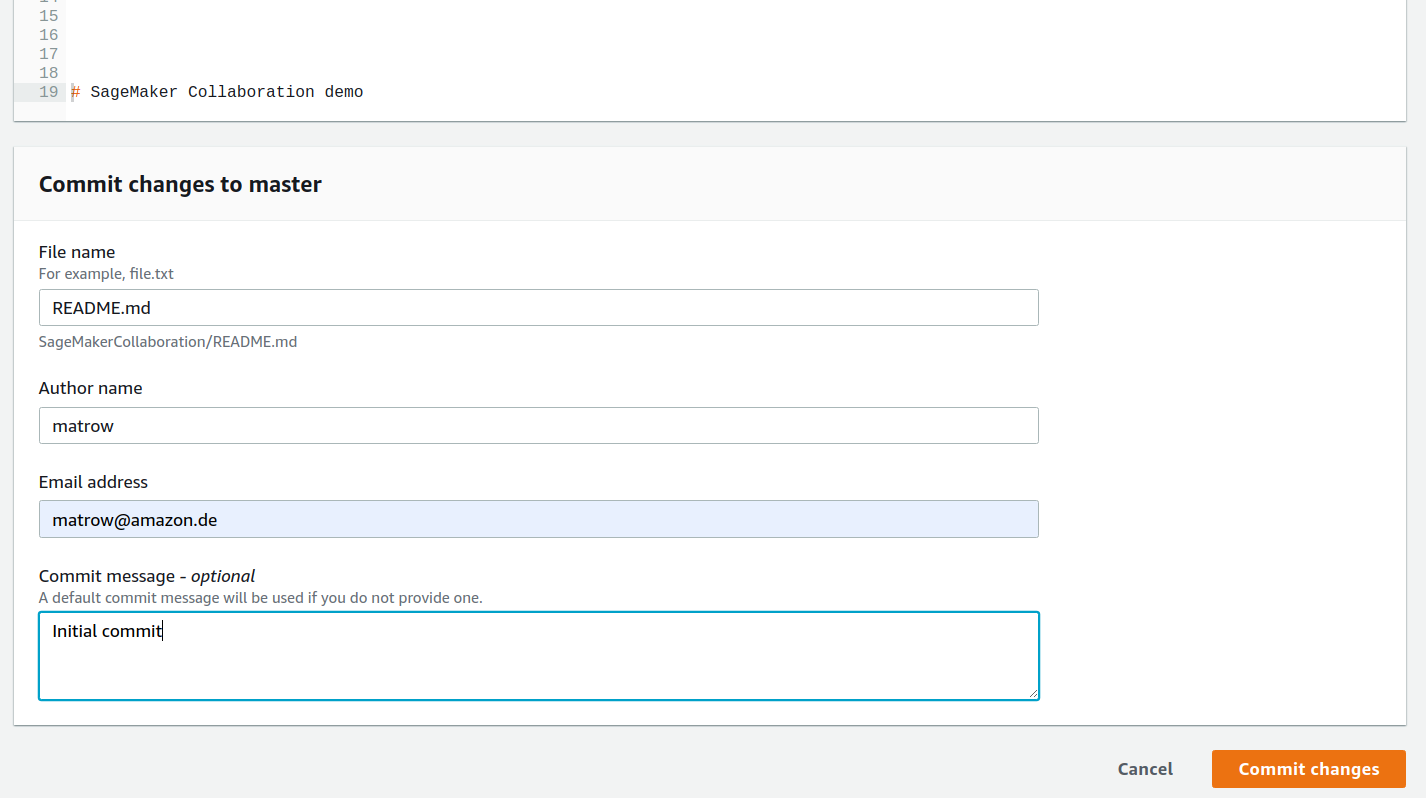 15
16
17
18
19 # SageMaker Collaboration demo
Commit changes to master
File name
For example, file.txt
README.md
SageMakerCollaboration/README.md
Author name
matrow
Email address
matrow@amazon.de
Commit message - optional
A default commit message will be used if you do not provide one.
Initial commit
Cancel Commit changes